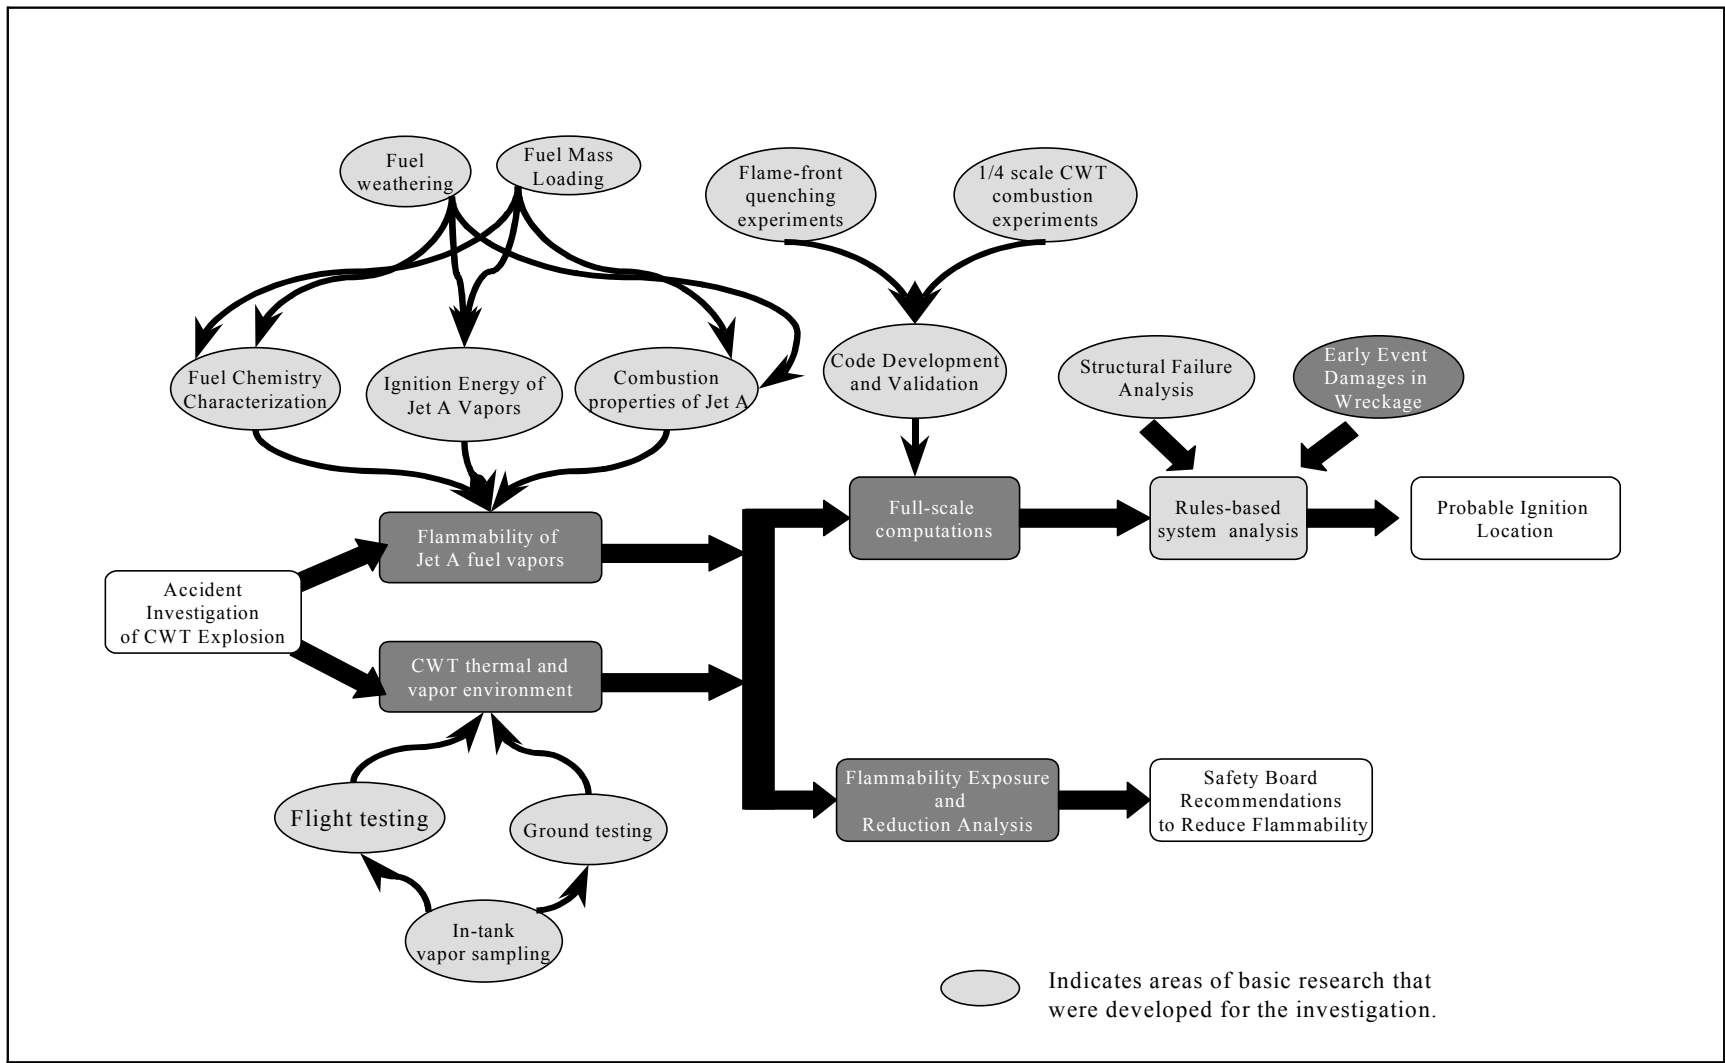 Fuel
weathering
Fuel Mass
Loading
Flame-front
quenching
experiments
1/4 scale CWT
combustion
experiments
Fuel Chemistry
Characterization
Ignition Energy of
Jet A Vapors
Combustion
properties of Jet A
Code Development
and Validation
Structural Failure
Analysis
Early Event
Damages in
Wreckage
Flammability of
Jet A fuel vapors
Full-scale
computations
Rules-based
system analysis
Probable Ignition
Location
Accident
Investigation
of CWT Explosion
CWT thermal and
vapor environment
Flight testing
Ground testing
In-tank
vapor sampling
Flammability Exposure
and
Reduction Analysis
Safety Board
Recommendations
to Reduce Flammability
Indicates areas of basic research that
were developed for the investigation.